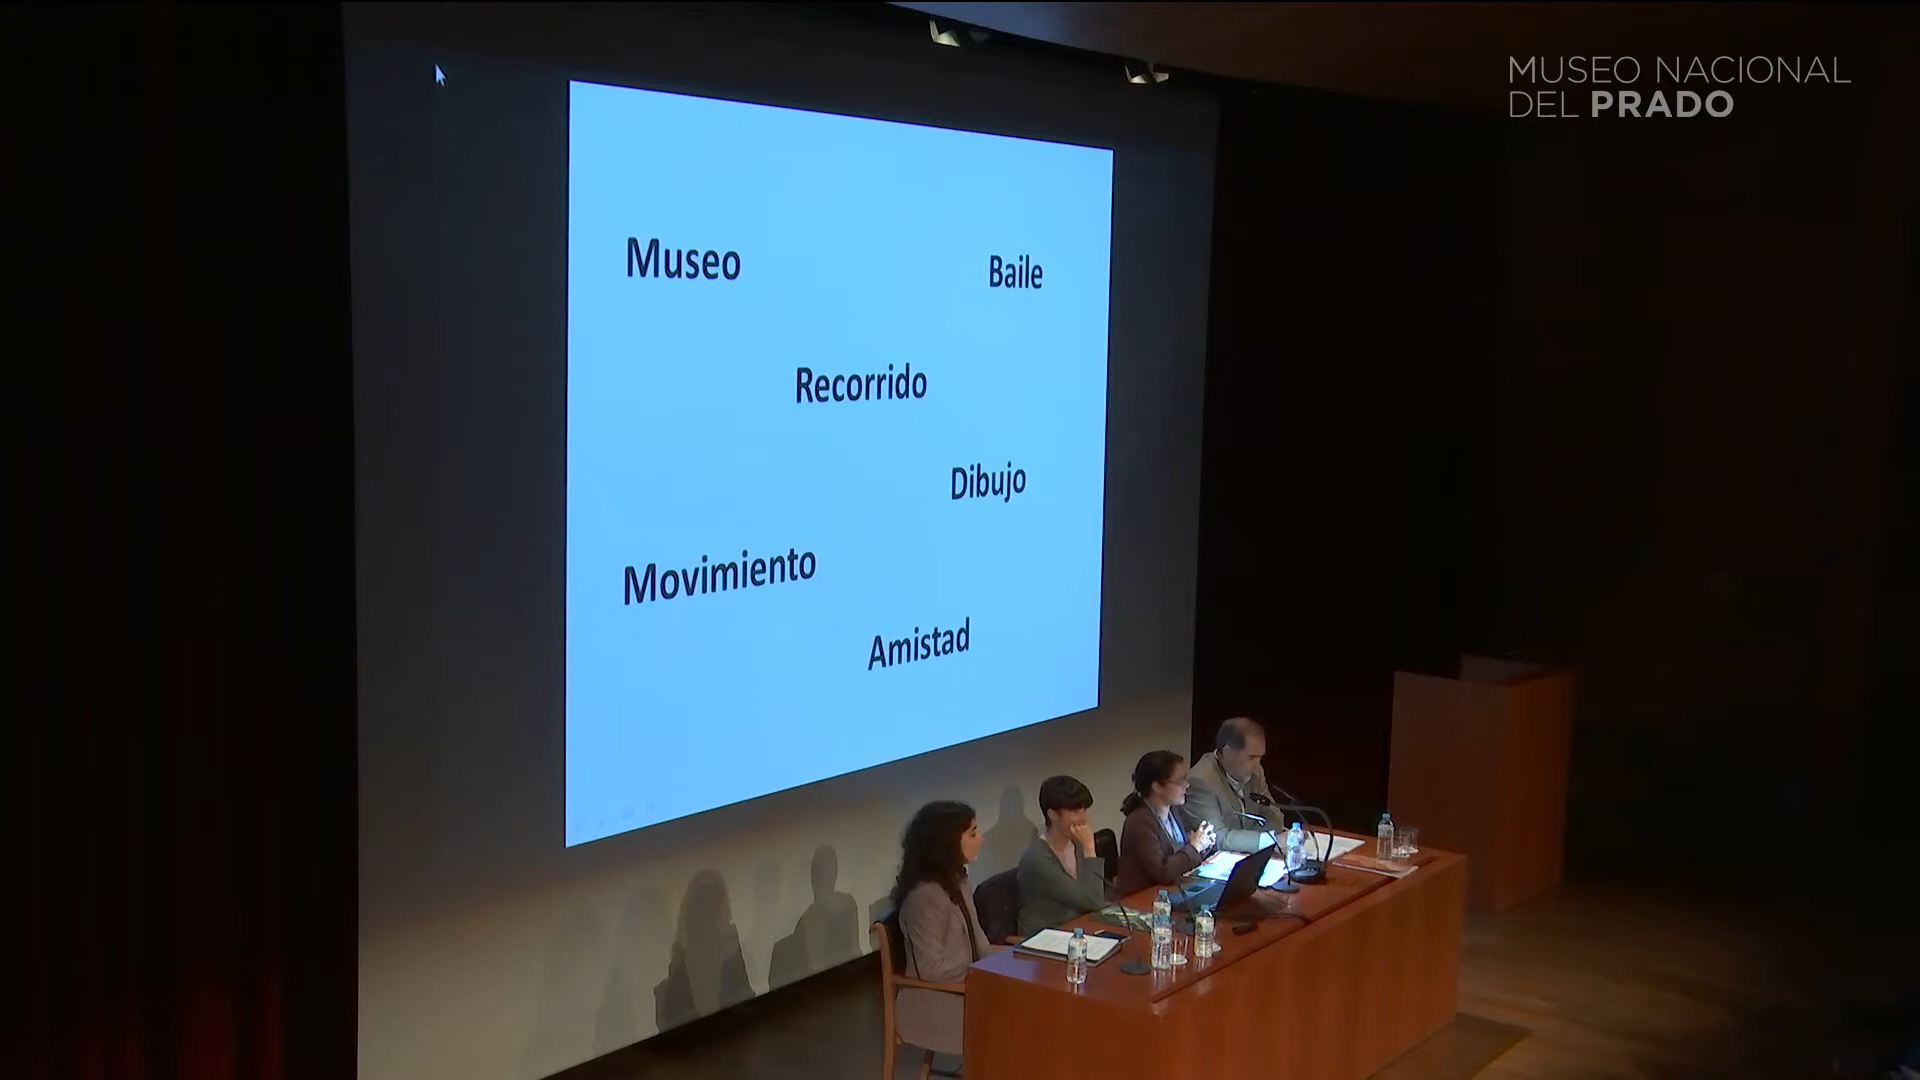 MUSEO NACIONAL
DEL PRADO
Museo
Baile
Recorrido
Dibujo
Movimiento
Amistad